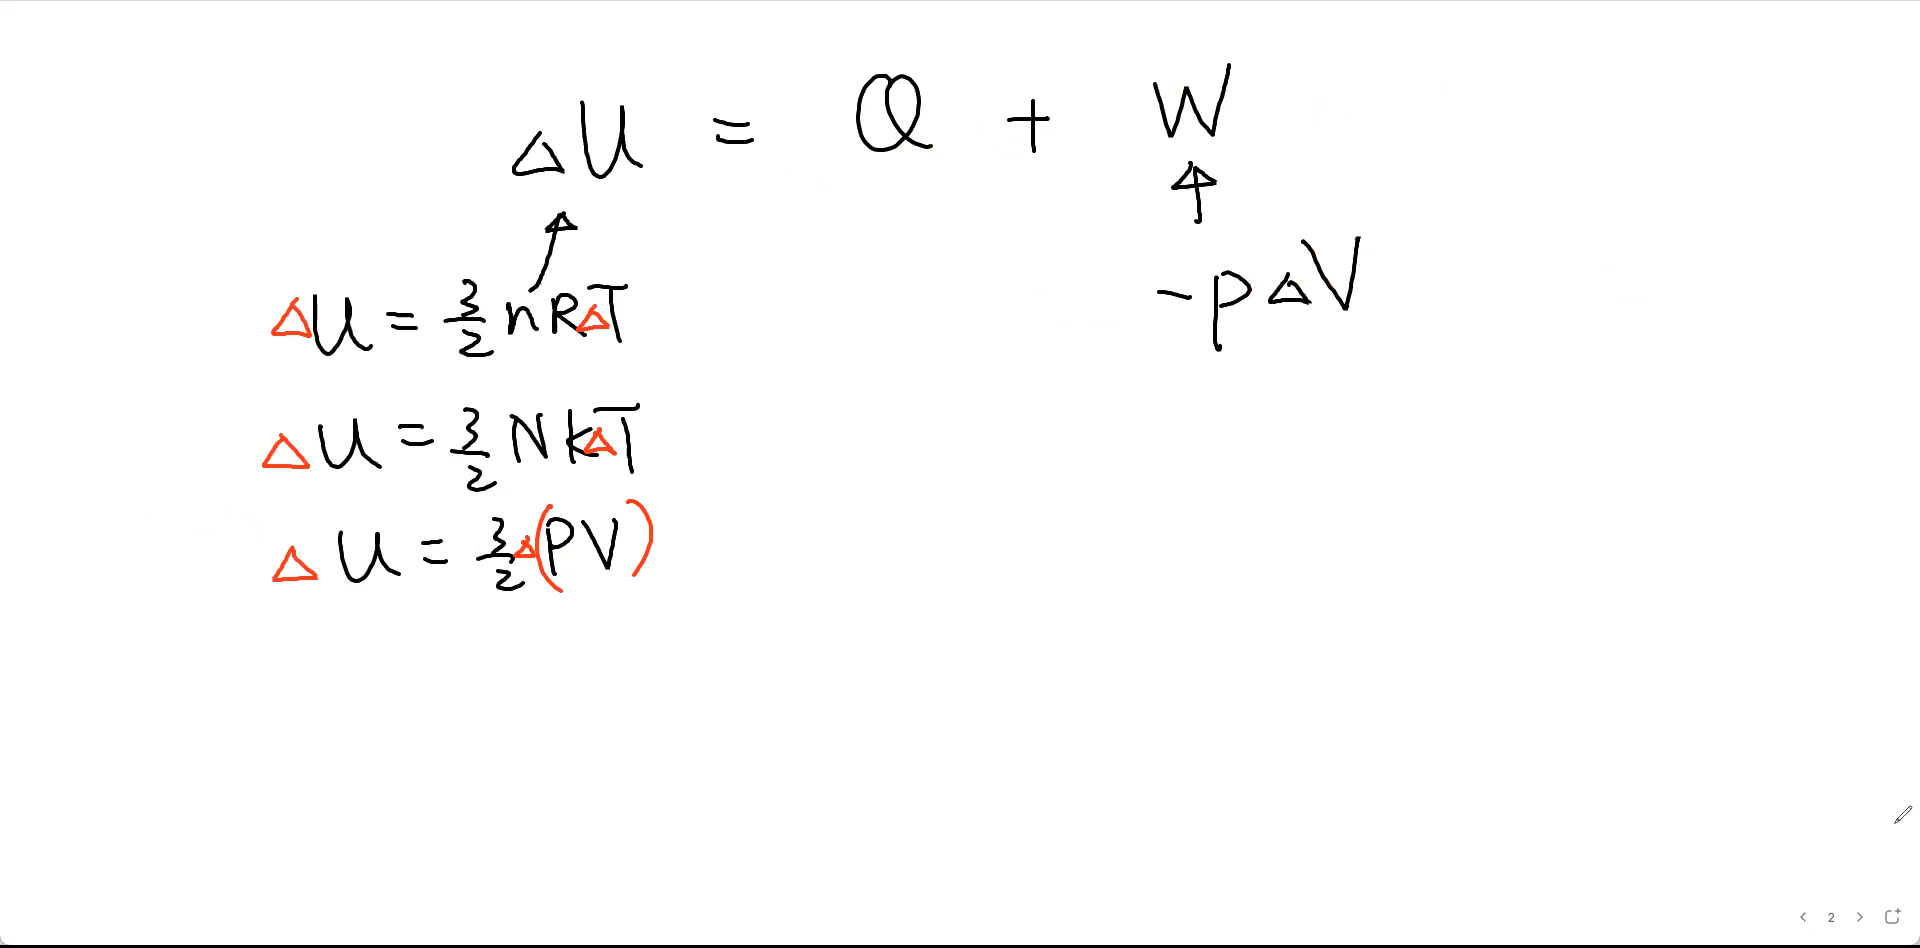 ΔU = Q + W
-pΔV
ΔU = 3/2 nRΔT
ΔU = 3/2 NkΔT
ΔU = 3/2 Δ(PV)
2